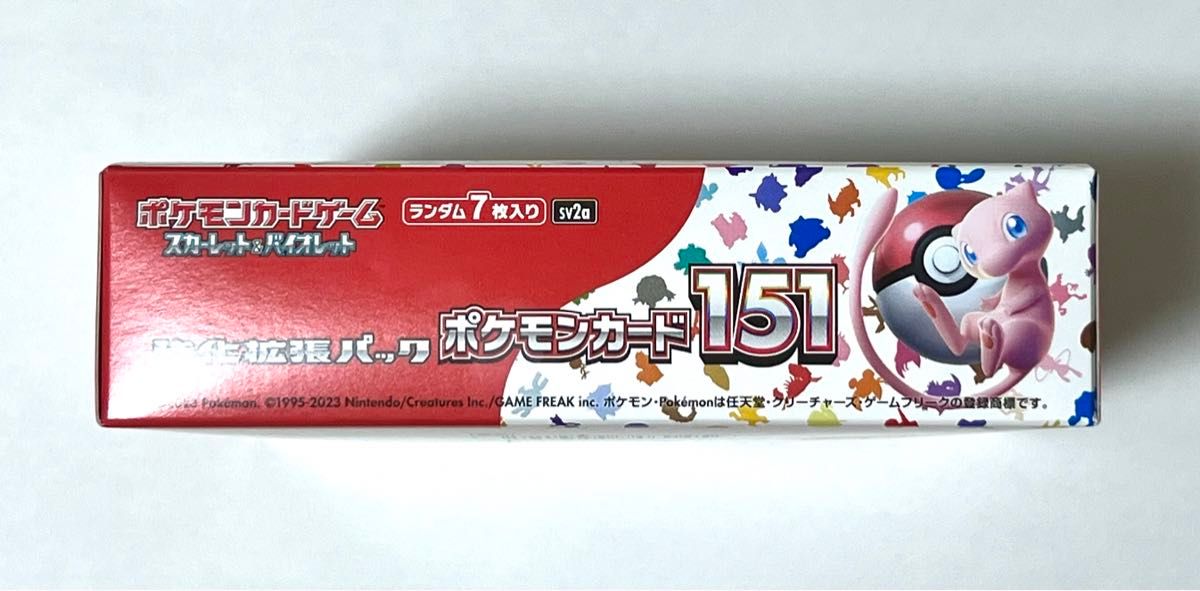 ポケモンカードゲーム
スカーレット&バイオレット
ランダム7枚入り
sv2a
強化拡張パック ポケモンカード151
2023 Pokémon. ©1995-2023 Nintendo/Creatures Inc./GAME FREAK inc. ポケモン・Pokémonは任天堂・クリーチャーズ・ゲームフリークの登録商標です。